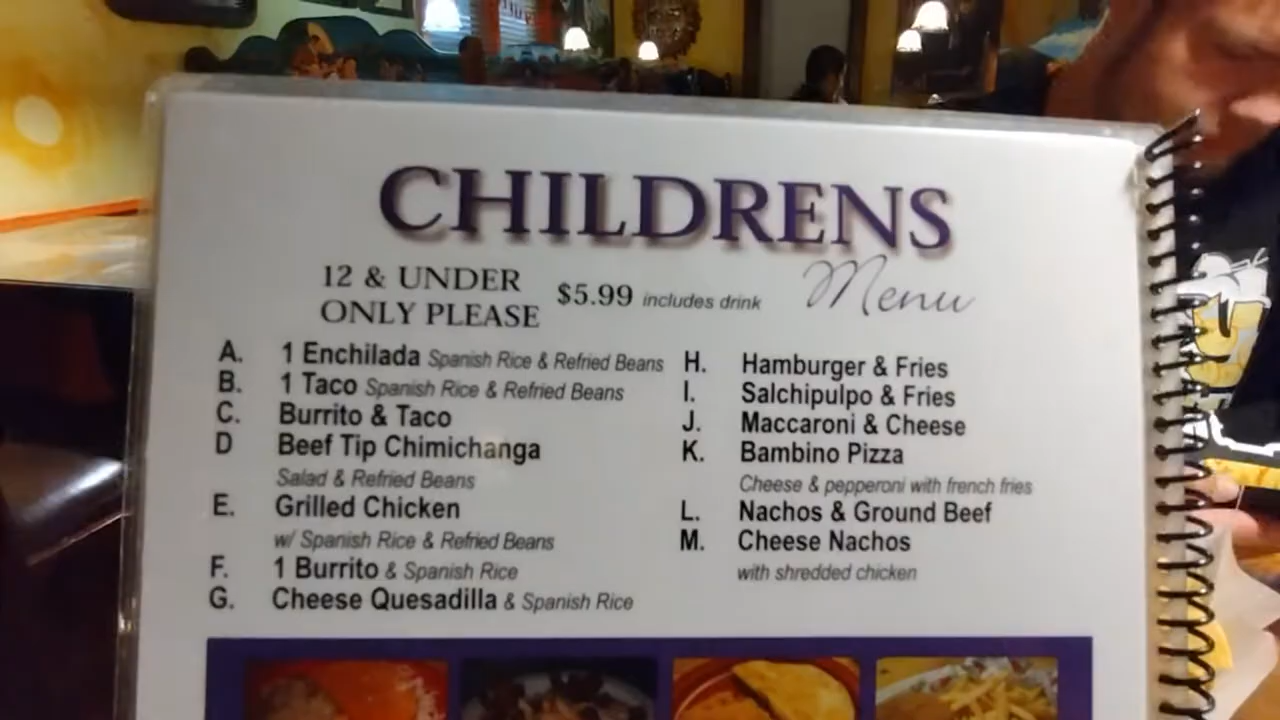 CHILDRENS
Menu
12 & UNDER
ONLY PLEASE
$5.99 includes drink
A. 1 Enchilada Spanish Rice & Refried Beans
B. 1 Taco Spanish Rice & Refried Beans
C. Burrito & Taco
D Beef Tip Chimichanga
Salad & Refried Beans
E. Grilled Chicken
w/ Spanish Rice & Refried Beans
F. 1 Burrito & Spanish Rice
G. Cheese Quesadilla & Spanish Rice
H. Hamburger & Fries
I. Salchipulpo & Fries
J. Maccaroni & Cheese
K. Bambino Pizza
Cheese & pepperoni with french fries
L. Nachos & Ground Beef
M. Cheese Nachos
with shredded chicken